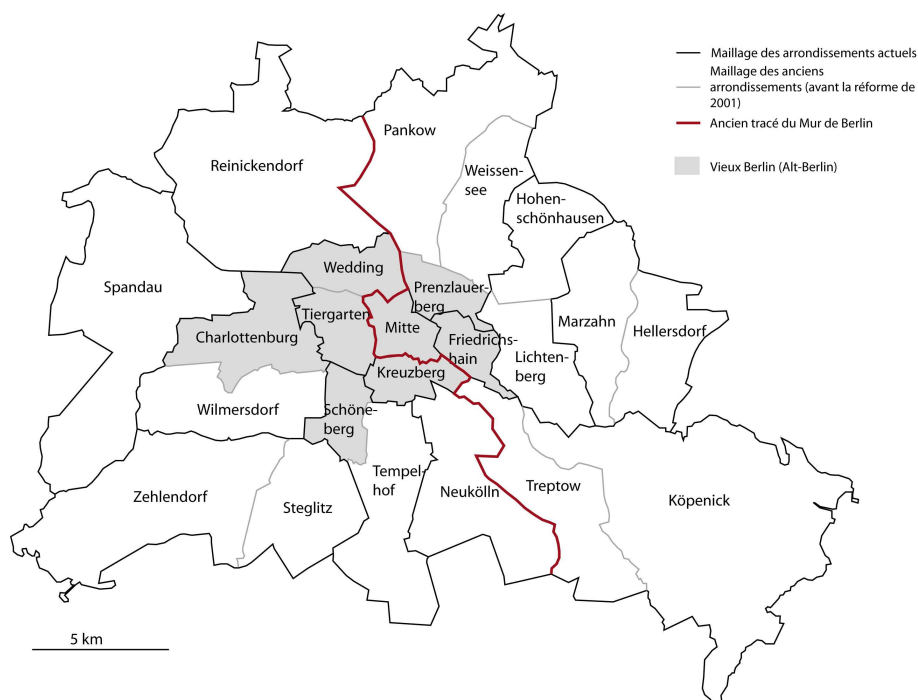 Maillage des arrondissements actuels
Maillage des anciens
arrondissements (avant la réforme de
2001)
Ancien tracé du Mur de Berlin
Vieux Berlin (Alt-Berlin)
Pankow
Reinickendorf
Weissen-
see
Hohen-
schönhausen
Wedding
Spandau
Prenzlauer-
berg
Tiergarten
Mitte
Marzahn
Hellersdorf
Charlottenburg
Friedrichs-
hain
Lichten-
berg
Kreuzberg
Wilmersdorf
Schöne-
berg
Tempel-
hof
Zehlendorf
Steglitz
Neukölln
Treptow
Köpenick
5 km